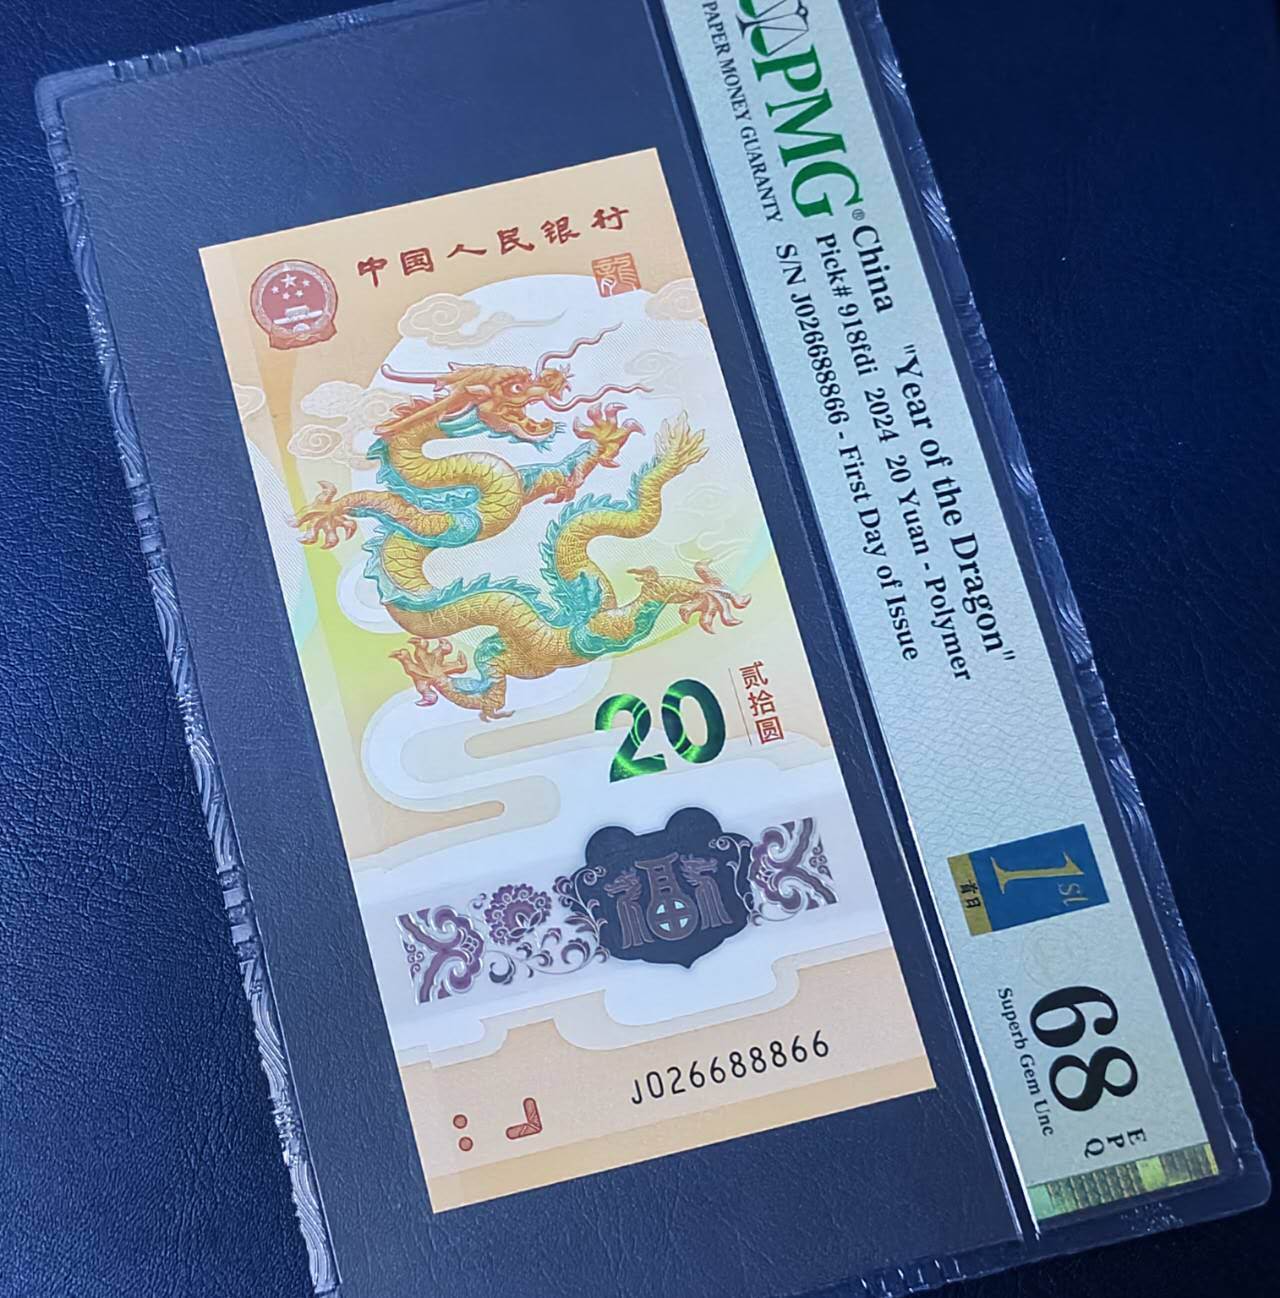 中国人民银行
龍
20
贰拾圆
福
J026688866
PMG
®
PAPER MONEY GUARANTY
China "Year of the Dragon"
Pick# 918fdi 2024 20 Yuan - Polymer
S/N J026688866 - First Day of Issue
1st
首日
68 EPQ
Superb Gem Unc